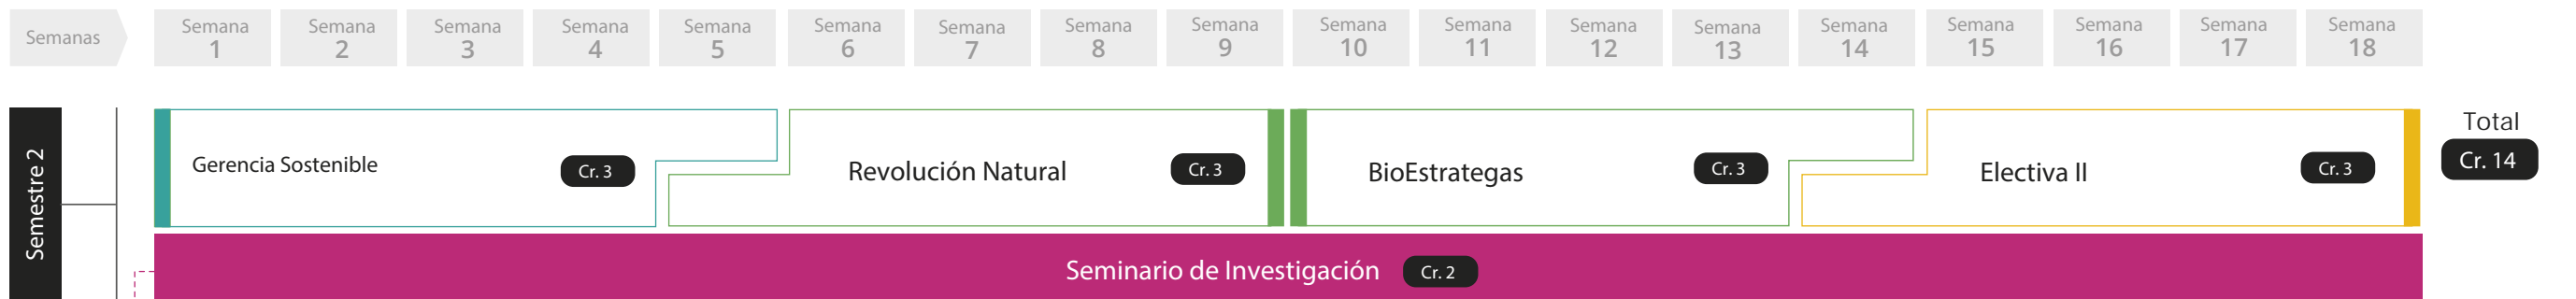 Semanas
Semana
1
Semana
2
Semana
3
Semana
4
Semana
5
Semana
6
Semana
7
Semana
8
Semana
9
Semana
10
Semana
11
Semana
12
Semana
13
Semana
14
Semana
15
Semana
16
Semana
17
Semana
18
Semestre 2
Gerencia Sostenible
Cr. 3
Revolución Natural
Cr. 3
BioEstrategas
Cr. 3
Electiva II
Cr. 3
Total
Cr. 14
Seminario de Investigación
Cr. 2